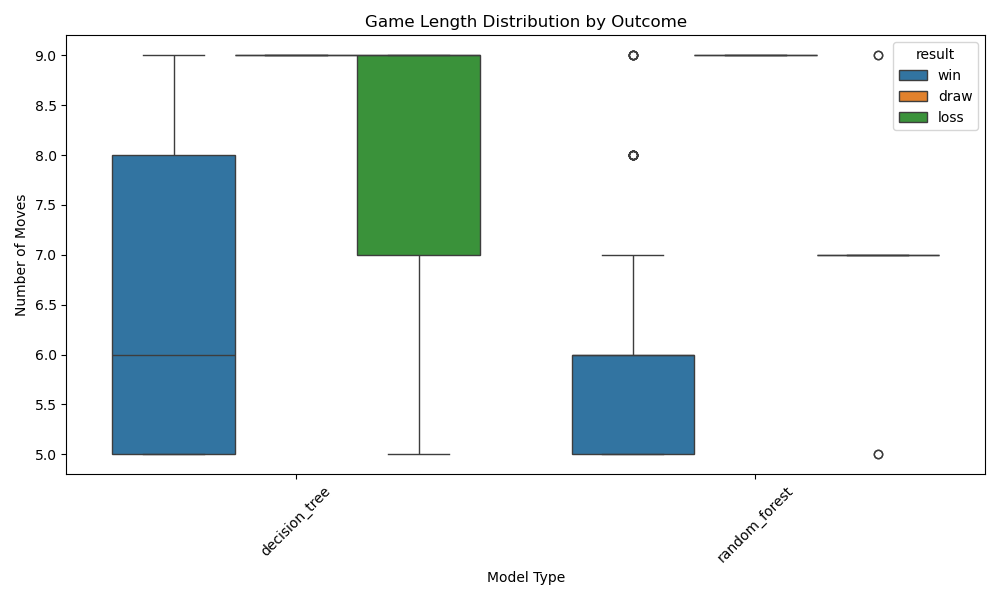 Game Length Distribution by Outcome
Number of Moves
9.0
8.5
8.0
7.5
7.0
6.5
6.0
5.5
5.0
result
win
draw
loss
decision_tree
random_forest
Model Type